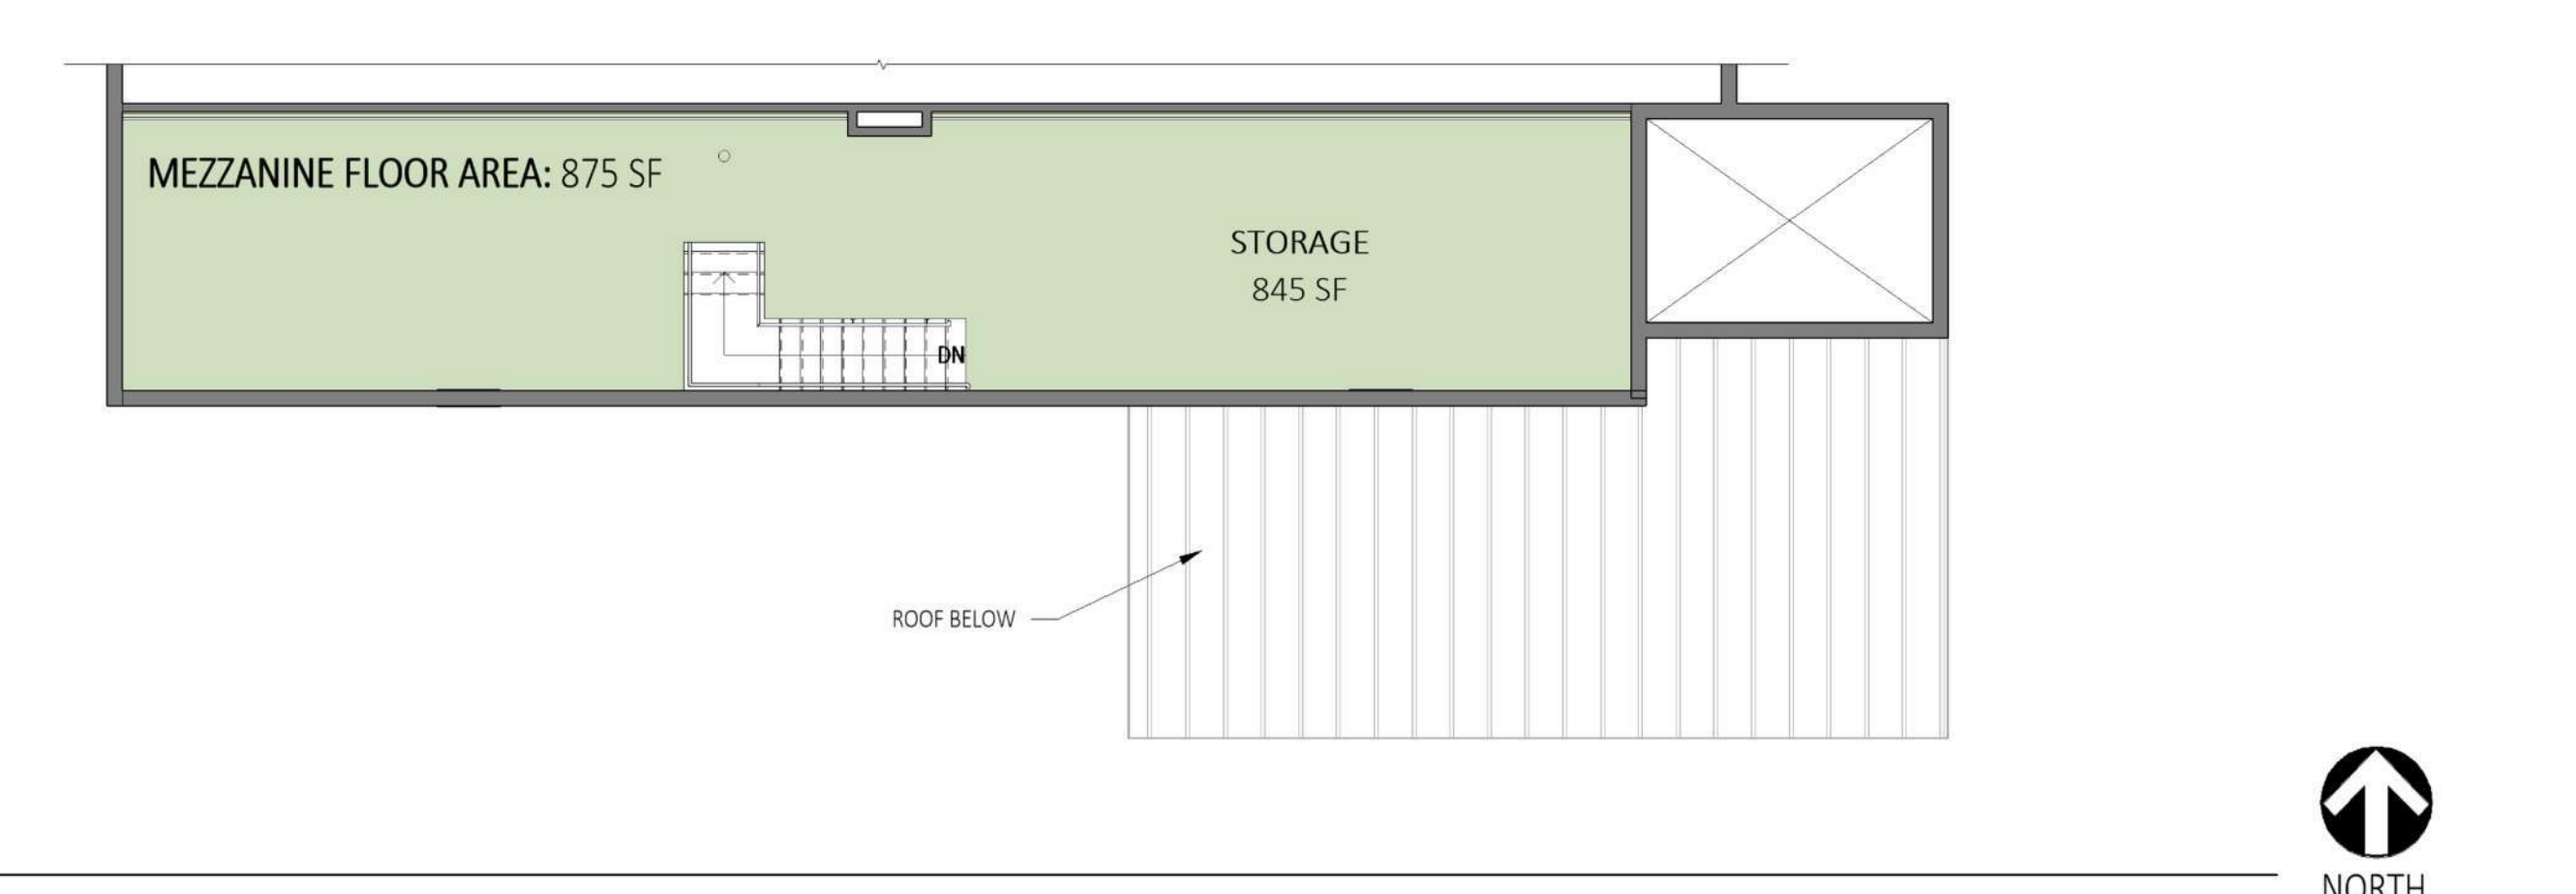 MEZZANINE FLOOR AREA: 875 SF
STORAGE
845 SF
DN
ROOF BELOW
NORTH